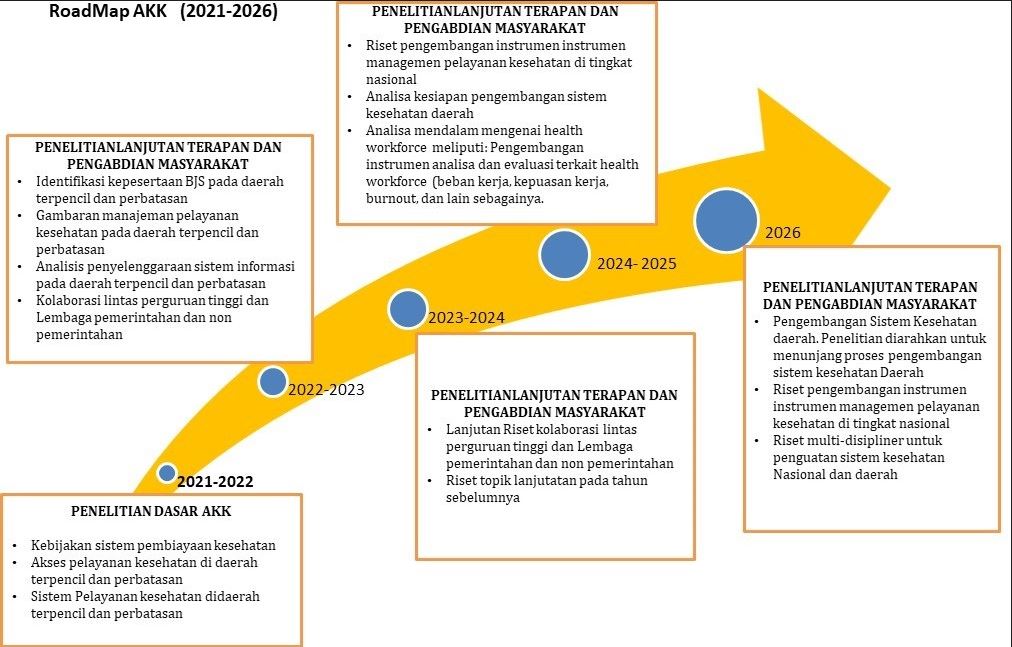 RoadMap AKK (2021-2026)
PENELITIANLANJUTAN TERAPAN DAN
PENGABDIAN MASYARAKAT
• Riset pengembangan instrumen instrumen
managemen pelayanan kesehatan di tingkat
nasional
• Analisa kesiapan pengembangan sistem
kesehatan daerah
• Analisa mendalam mengenai health
workforce meliputi: Pengembangan
instrumen analisa dan evaluasi terkait health
workforce (beban kerja, kepuasan kerja,
burnout, dan lain sebagainya.
PENELITIANLANJUTAN TERAPAN DAN
PENGABDIAN MASYARAKAT
• Identifikasi kepesertaan BJS pada daerah
terpencil dan perbatasan
• Gambaran manajeman pelayanan
kesehatan pada daerah terpencil dan
perbatasan
• Analisis penyelenggaraan sistem informasi
pada daerah terpencil dan perbatasan
• Kolaborasi lintas perguruan tinggi dan
Lembaga pemerintahan dan non
pemerintahan
2026
2024- 2025
2023-2024
2022-2023
2021-2022
PENELITIANLANJUTAN TERAPAN
DAN PENGABDIAN MASYARAKAT
• Pengembangan Sistem Kesehatan
daerah. Penelitian diarahkan untuk
menunjang proses pengembangan
sistem kesehatan Daerah
• Riset pengembangan instrumen
instrumen managemen pelayanan
kesehatan di tingkat nasional
• Riset multi-disipliner untuk
penguatan sistem kesehatan
Nasional dan daerah
PENELITIANLANJUTAN TERAPAN DAN
PENGABDIAN MASYARAKAT
• Lanjutan Riset kolaborasi lintas
perguruan tinggi dan Lembaga
pemerintahan dan non pemerintahan
• Riset topik lanjutatan pada tahun
sebelumnya
PENELITIAN DASAR AKK
• Kebijakan sistem pembiayaan kesehatan
• Akses pelayanan kesehatan di daerah
terpencil dan perbatasan
• Sistem Pelayanan kesehatan didaerah
terpencil dan perbatasan